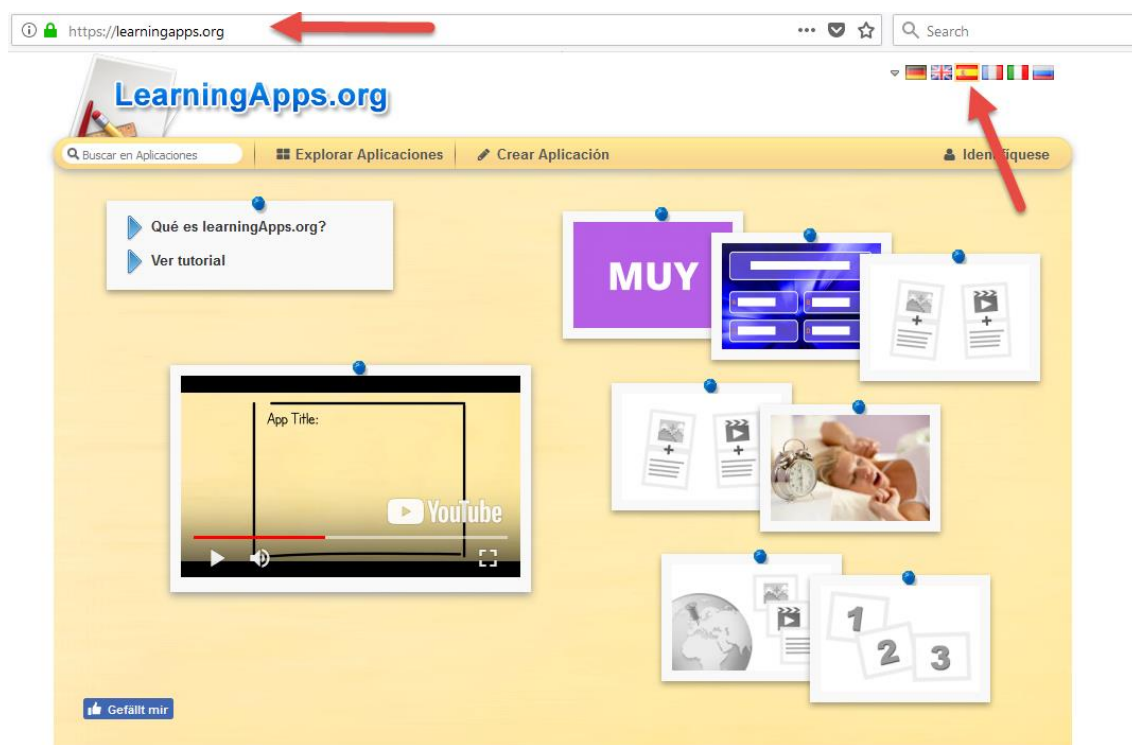 https://learningapps.org
Search
LearningApps.org
Buscar en Aplicaciones
Explorar Aplicaciones
Crear Aplicación
Identifíquese
Qué es learningApps.org?
Ver tutorial
MUY
App Title:
YouTube
1
2
3
Gefällt mir